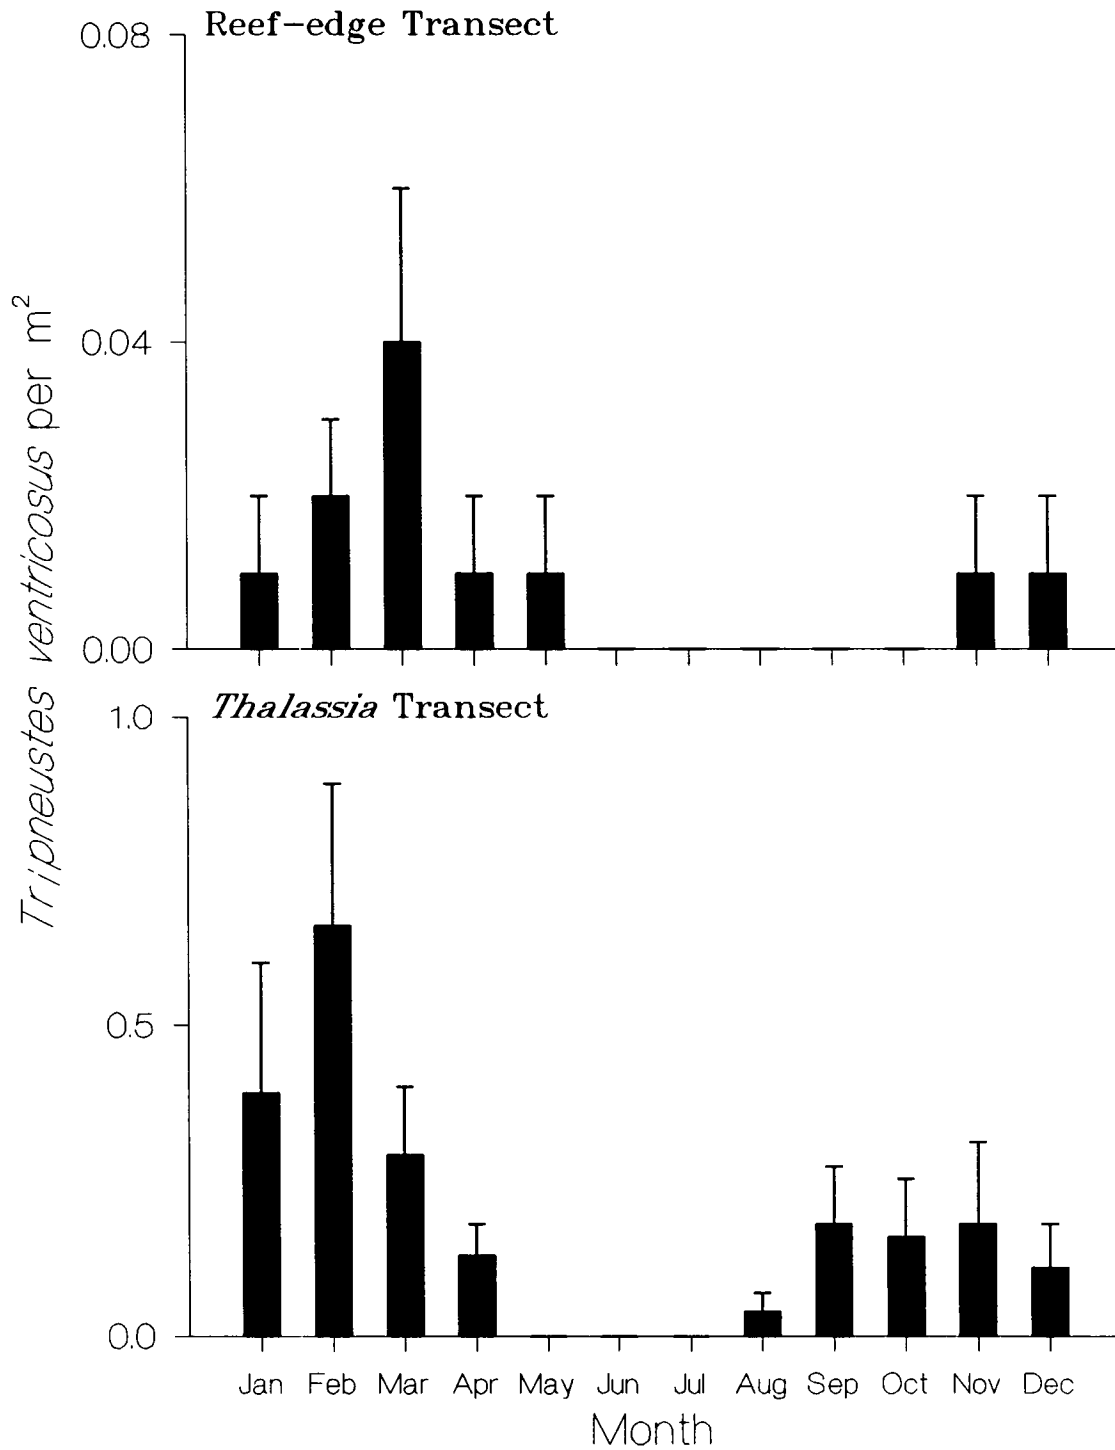 Reef-edge Transect
0.08
0.04
0.00
Tripneustes ventricosus per m²
Thalassia Transect
1.0
0.5
0.0
Jan Feb Mar Apr May Jun Jul Aug Sep Oct Nov Dec
Month